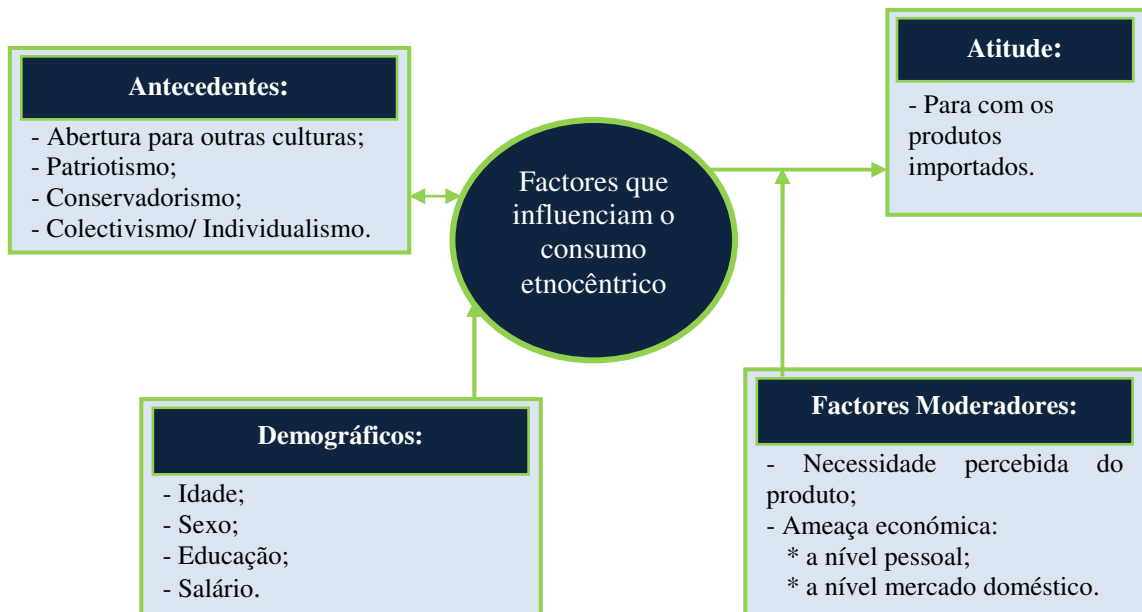 Antecedentes:
- Abertura para outras culturas;
- Patriotismo;
- Conservadorismo;
- Colectivismo/ Individualismo.
Factores que
influenciam o
consumo
etnocêntrico
Atitude:
- Para com os
produtos
importados.
Demográficos:
- Idade;
- Sexo;
- Educação;
- Salário.
Factores Moderadores:
- Necessidade percebida do
produto;
- Ameaça económica:
* a nível pessoal;
* a nível mercado doméstico.